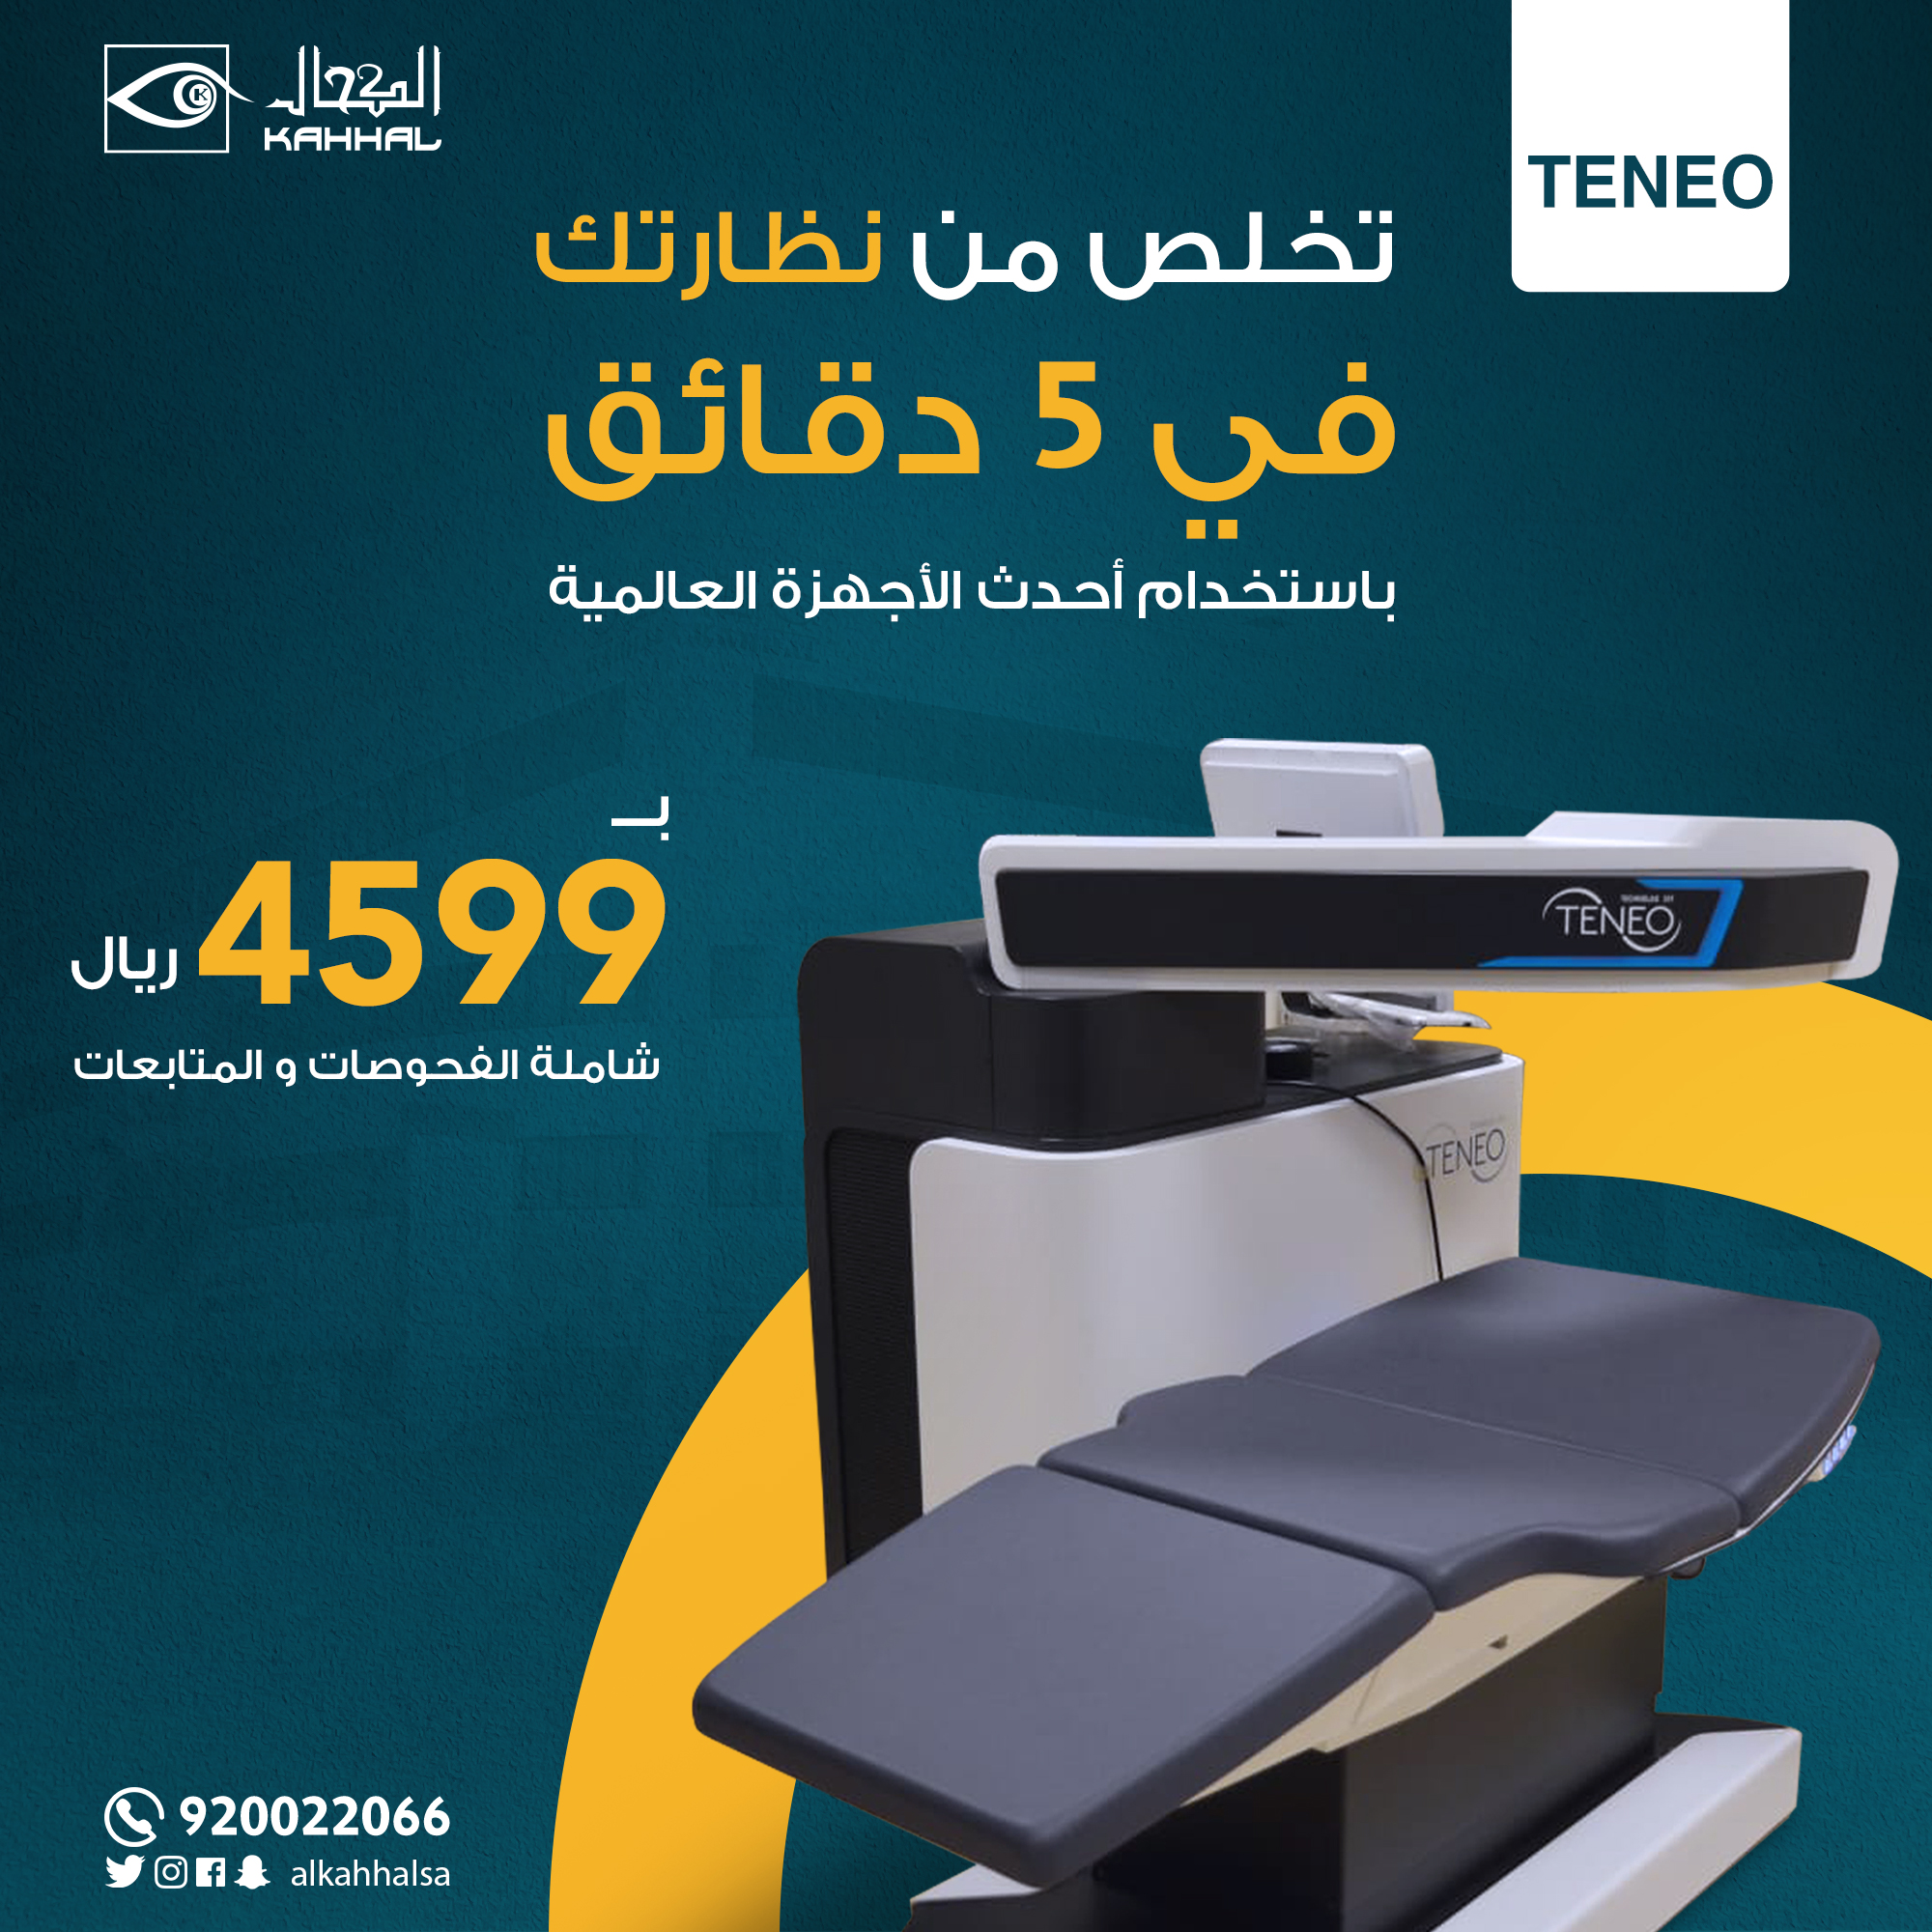 الكحال
KAHHAL
TENEO
تخلص من نظارتك
في 5 دقائق
باستخدام أحدث الأجهزة العالمية
بـ
4599 ريال
شاملة الفحوصات و المتابعات
TENEO
TENEO
920022066
alkahhalsa